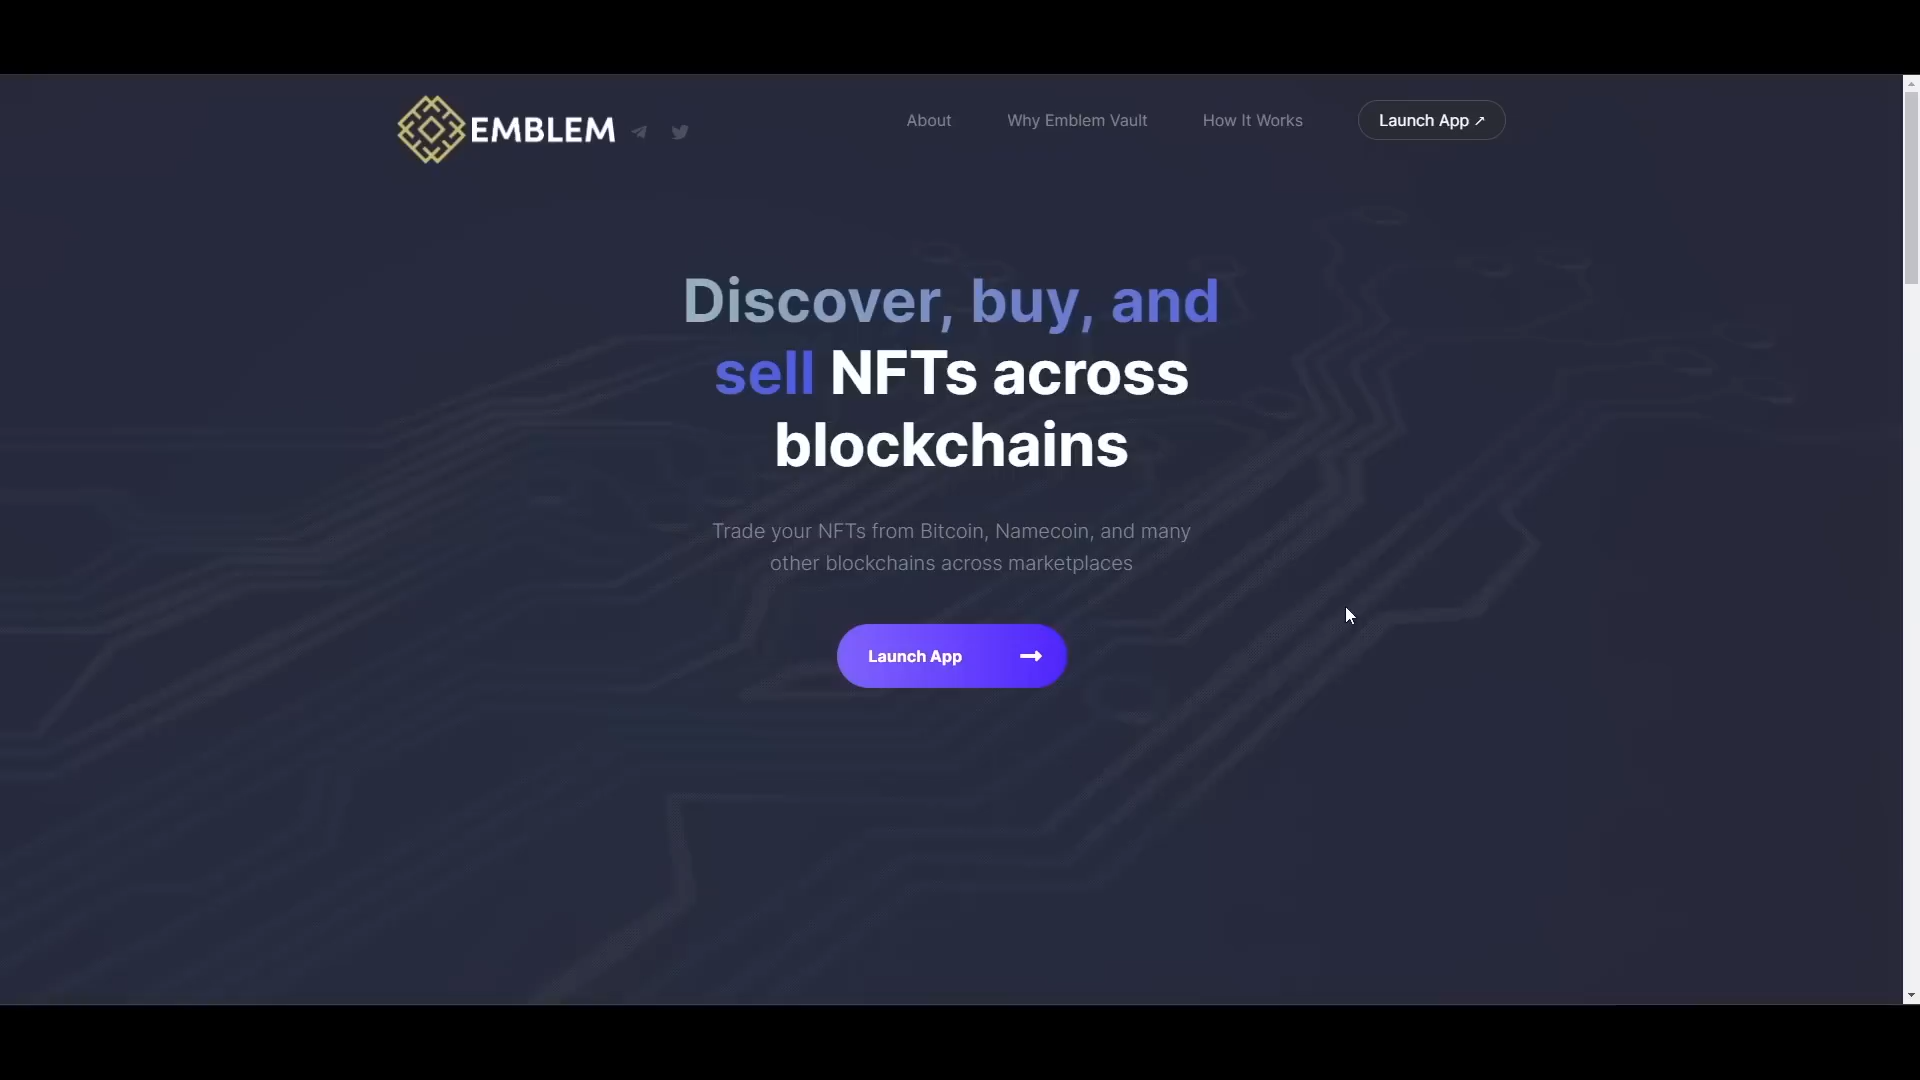 EMBLEM
About
Why Emblem Vault
How It Works
Launch App ↗
Discover, buy, and
sell NFTs across
blockchains
Trade your NFTs from Bitcoin, Namecoin, and many
other blockchains across marketplaces
Launch App →